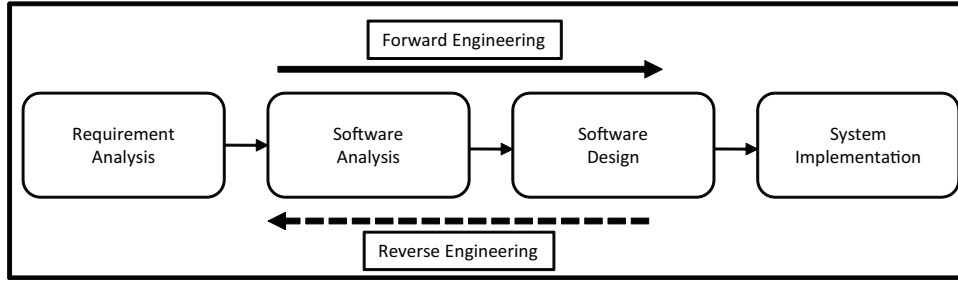 Forward Engineering
Requirement
Analysis
Software
Analysis
Software
Design
System
Implementation
Reverse Engineering